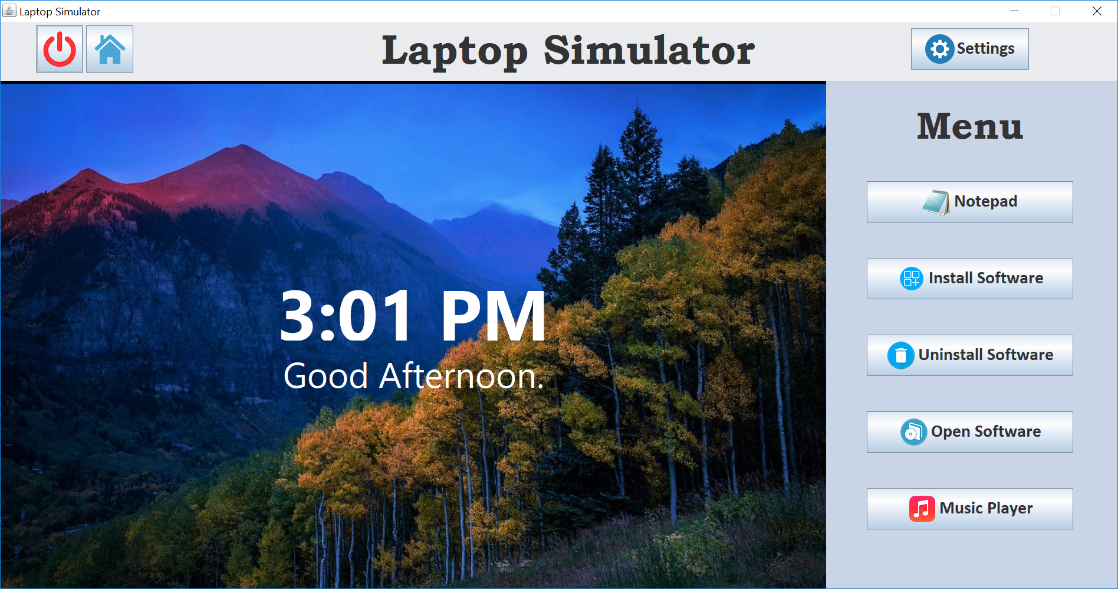 Laptop Simulator
Laptop Simulator
Settings
Menu
3:01 PM
Good Afternoon.
Notepad
Install Software
Uninstall Software
Open Software
Music Player